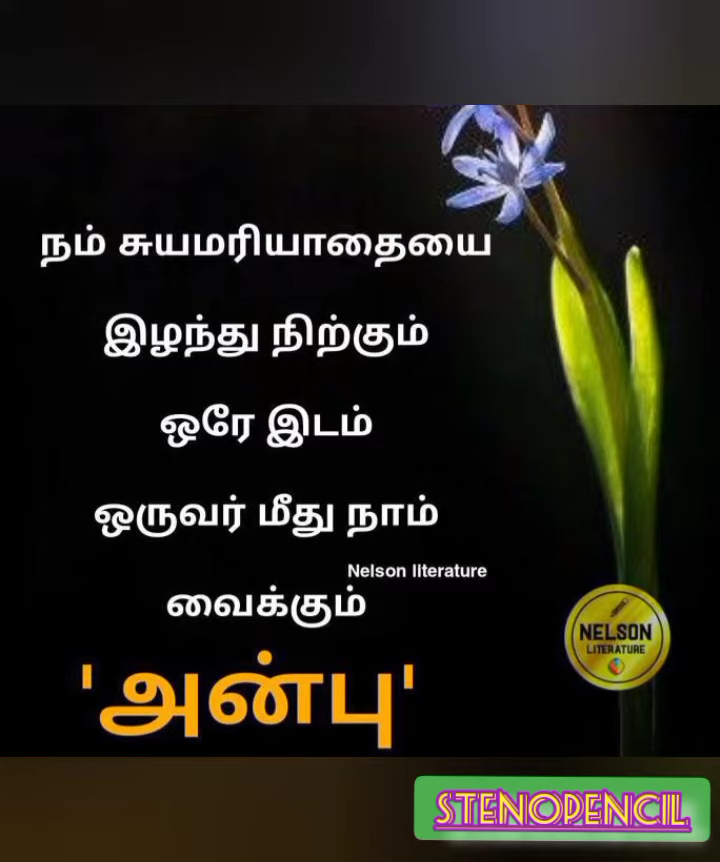 நம் சுயமரியாதையை
இழந்து நிற்கும்
ஒரே இடம்
ஒருவர் மீது நாம்
Nelson literature
வைக்கும்
'அன்பு'
NELSON
LITERATURE
STENOPENCIL